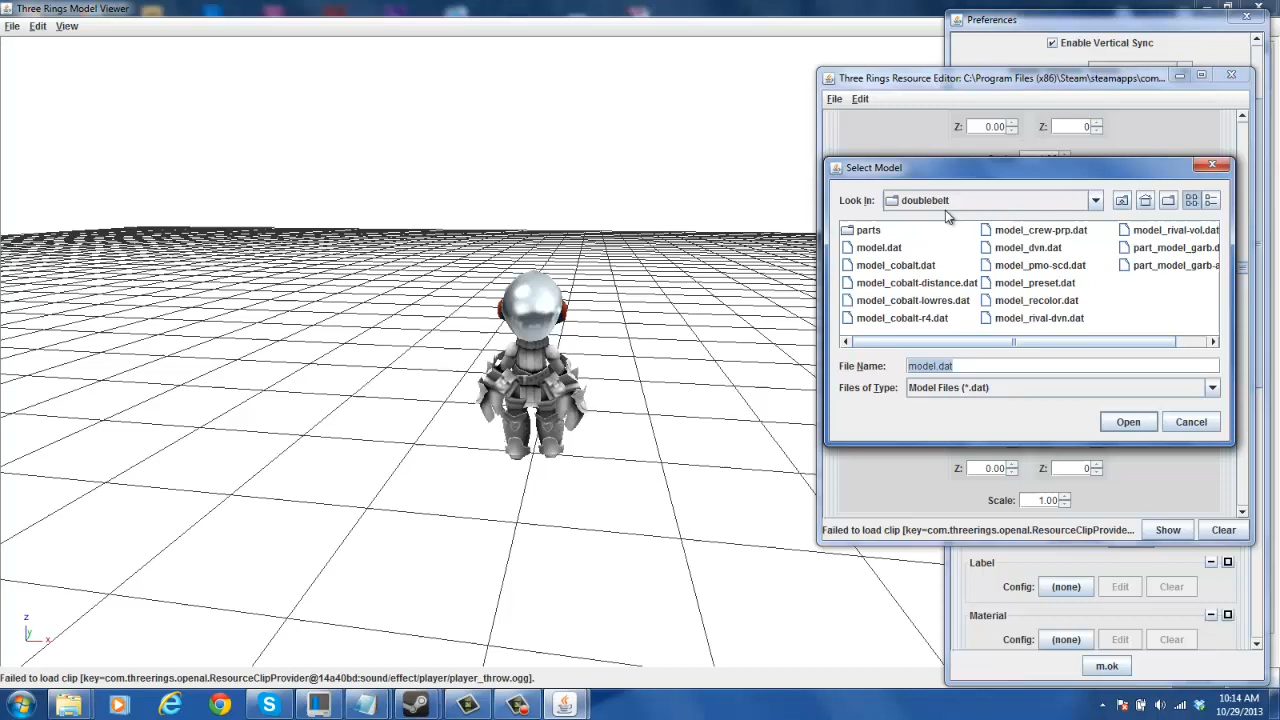 Three Rings Model Viewer
File Edit View
Preferences
Enable Vertical Sync
Three Rings Resource Editor: C:\Program Files (x86)\Steam\steamapps\com...
File Edit
Z: 0.00 Z: 0
Select Model
Look In: doublebelt
parts
model.dat
model_cobalt.dat
model_cobalt-distance.dat
model_cobalt-lowres.dat
model_cobalt-r4.dat
model_crew-prp.dat
model_dvn.dat
model_pmo-scd.dat
model_preset.dat
model_recolor.dat
model_rival-dvn.dat
model_rival-vol.dat
part_model_garb.d
part_model_garb-a
File Name: model.dat
Files of Type: Model Files (*.dat)
Open Cancel
Z: 0.00 Z: 0
Scale: 1.00
Failed to load clip [key=com.threerings.openal.ResourceClipProvide... Show Clear
Label
Config: (none) Edit Clear
Material
Config: (none) Edit Clear
m.ok
z
y
x
Failed to load clip [key=com.threerings.openal.ResourceClipProvider@14a40bd:sound/effect/player/player_throw.ogg].
10:14 AM
10/29/2013